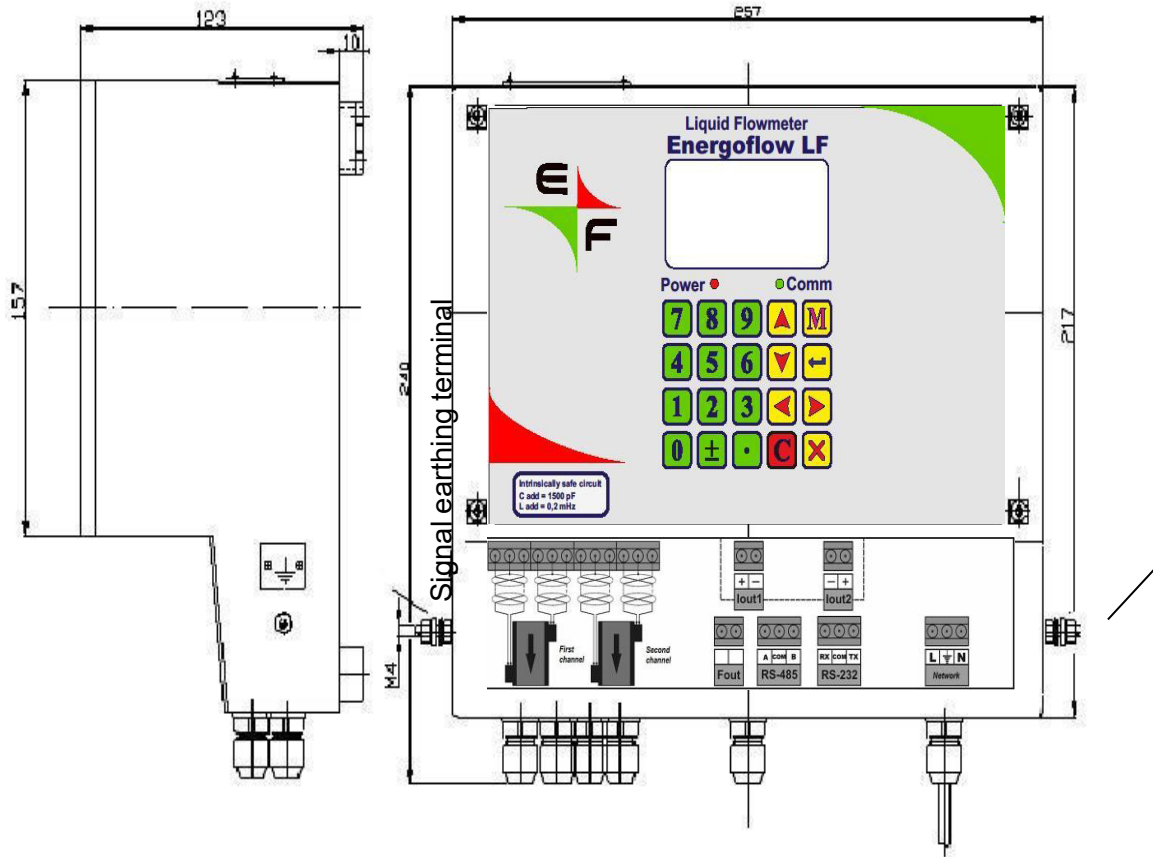 123
10
157
M4
257
240
217
Signal earthing terminal
Liquid Flowmeter
Energoflow LF
E
F
Power
Comm
7 8 9 M
4 5 6
1 2 3
0 ± · C X
Intrinsically safe circuit
C add = 1500 pF
L add = 0,2 mHz
+ −
Iout1
− +
Iout2
First
channel
Second
channel
Fout
A COM B
RS-485
RX COM TX
RS-232
L N
Network